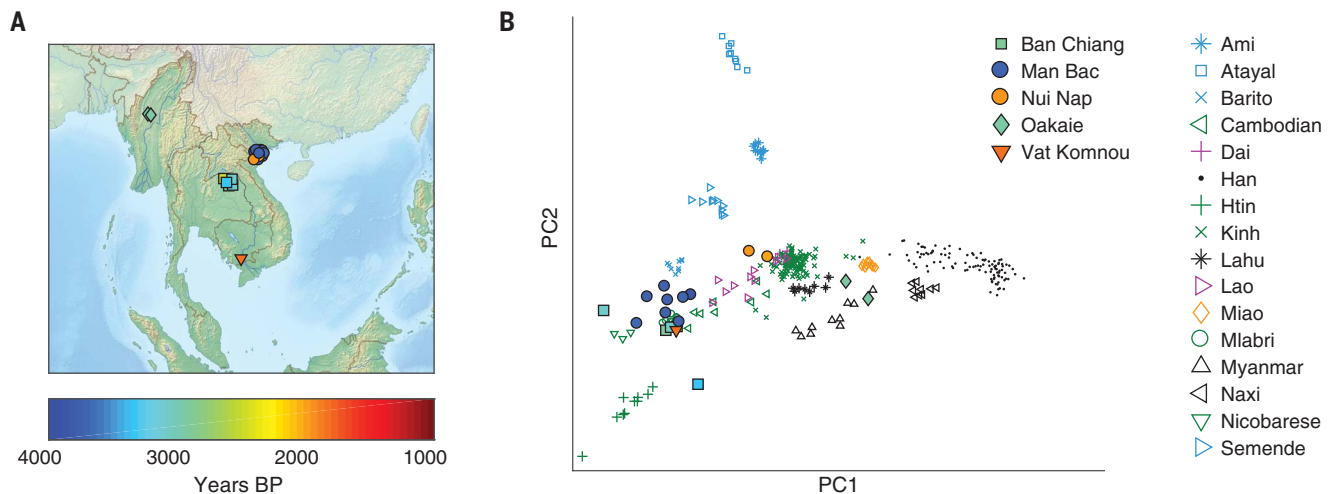 A
4000 3000 2000 1000
Years BP
B
PC2
PC1
Ban Chiang
Man Bac
Nui Nap
Oakaie
Vat Komnou
Ami
Atayal
Barito
Cambodian
Dai
Han
Htin
Kinh
Lahu
Lao
Miao
Mlabri
Myanmar
Naxi
Nicobarese
Semende